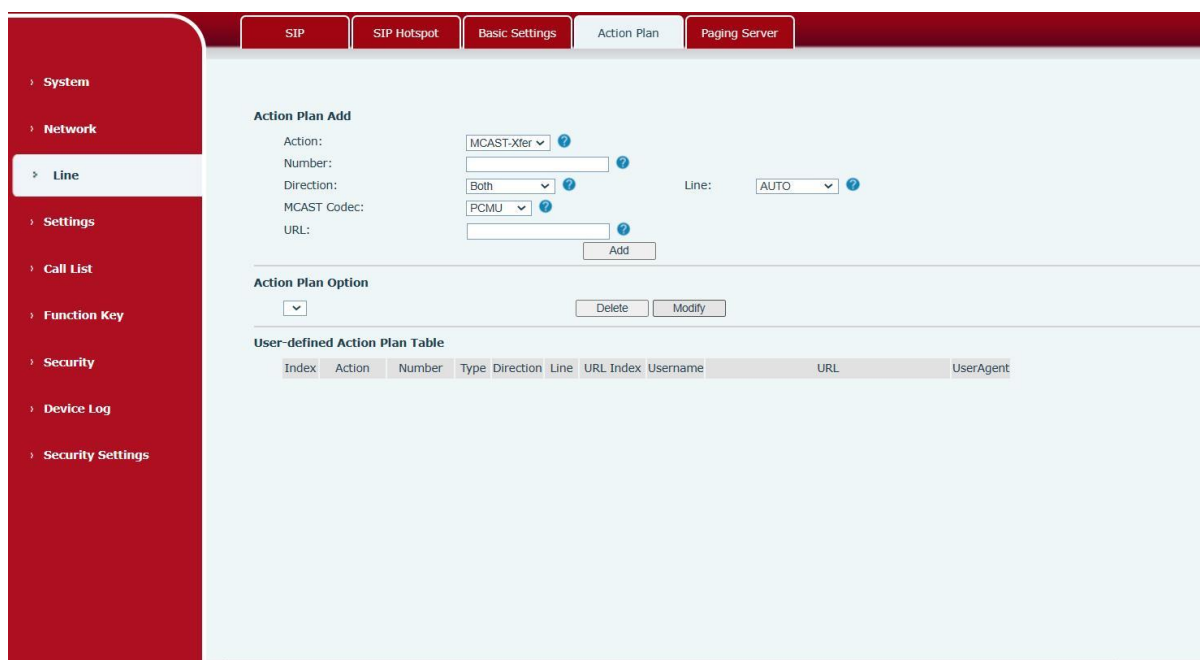 SIP SIP Hotspot Basic Settings Action Plan Paging Server
› System
› Network
› Line
› Settings
› Call List
› Function Key
› Security
› Device Log
› Security Settings
Action Plan Add
Action: MCAST-Xfer ?
Number: ?
Direction: Both ? Line: AUTO ?
MCAST Codec: PCMU ?
URL: ?
Add
Action Plan Option
Delete Modify
User-defined Action Plan Table
Index Action Number Type Direction Line URL Index Username URL UserAgent